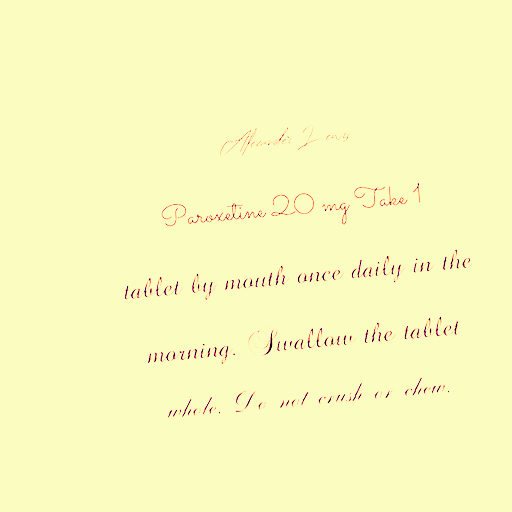 Alexander Lewis
Paroxetine 20 mg Take 1
tablet by mouth once daily in the
morning. Swallow the tablet
whole. Do not crush or chew.